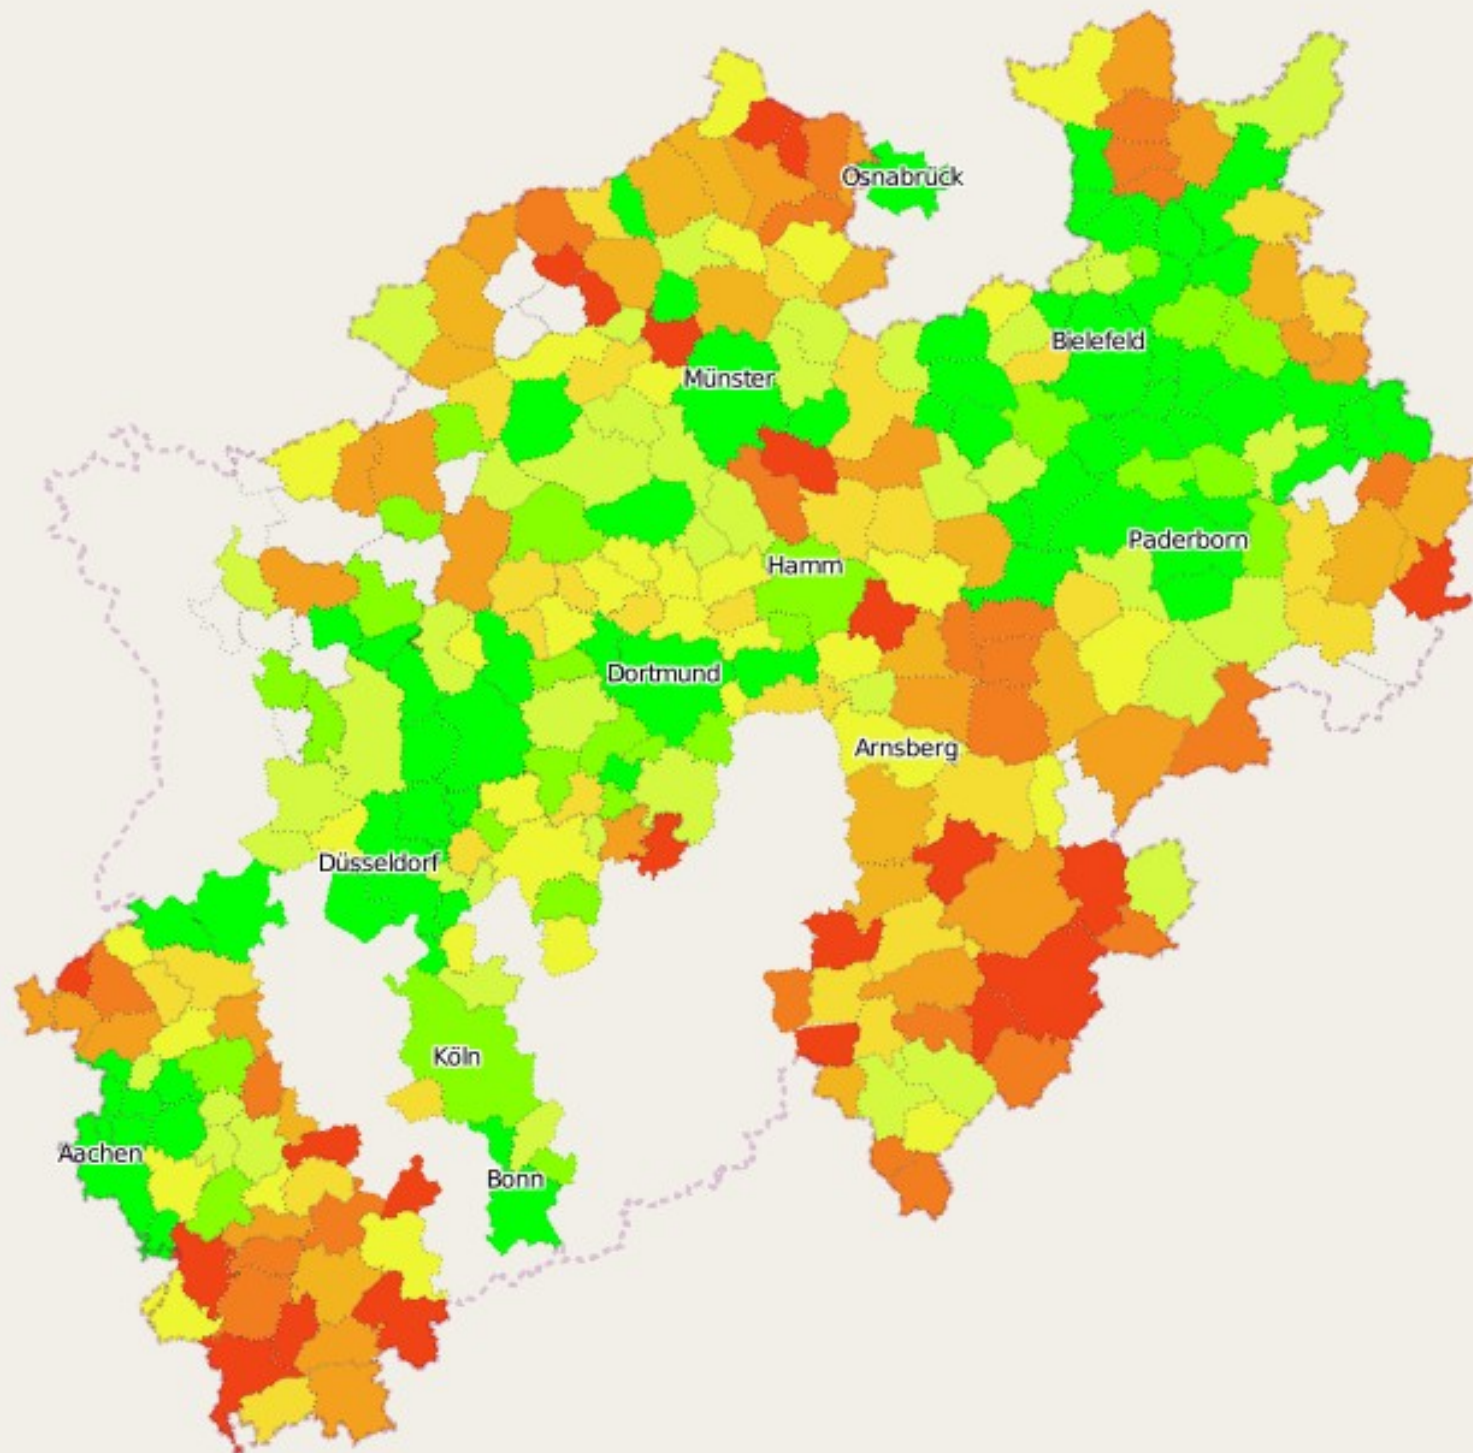 Osnabrück
Bielefeld
Münster
Paderborn
Hamm
Dortmund
Arnsberg
Düsseldorf
Köln
Aachen
Bonn